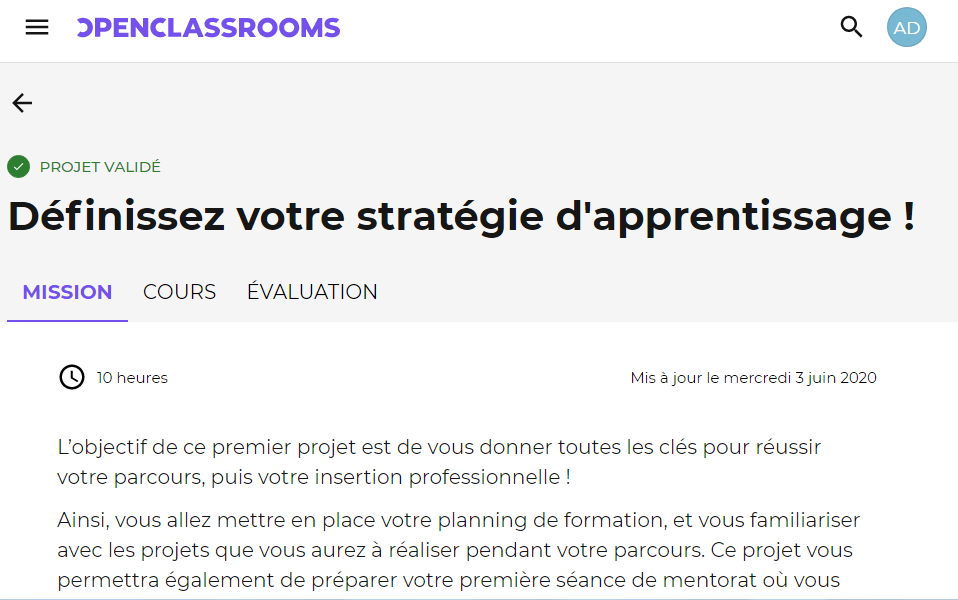 OPENCLASSROOMS
AD
PROJET VALIDÉ
Définissez votre stratégie d'apprentissage !
MISSION COURS ÉVALUATION
10 heures Mis à jour le mercredi 3 juin 2020
L’objectif de ce premier projet est de vous donner toutes les clés pour réussir
votre parcours, puis votre insertion professionnelle !
Ainsi, vous allez mettre en place votre planning de formation, et vous familiariser
avec les projets que vous aurez à réaliser pendant votre parcours. Ce projet vous
permettra également de préparer votre première séance de mentorat où vous